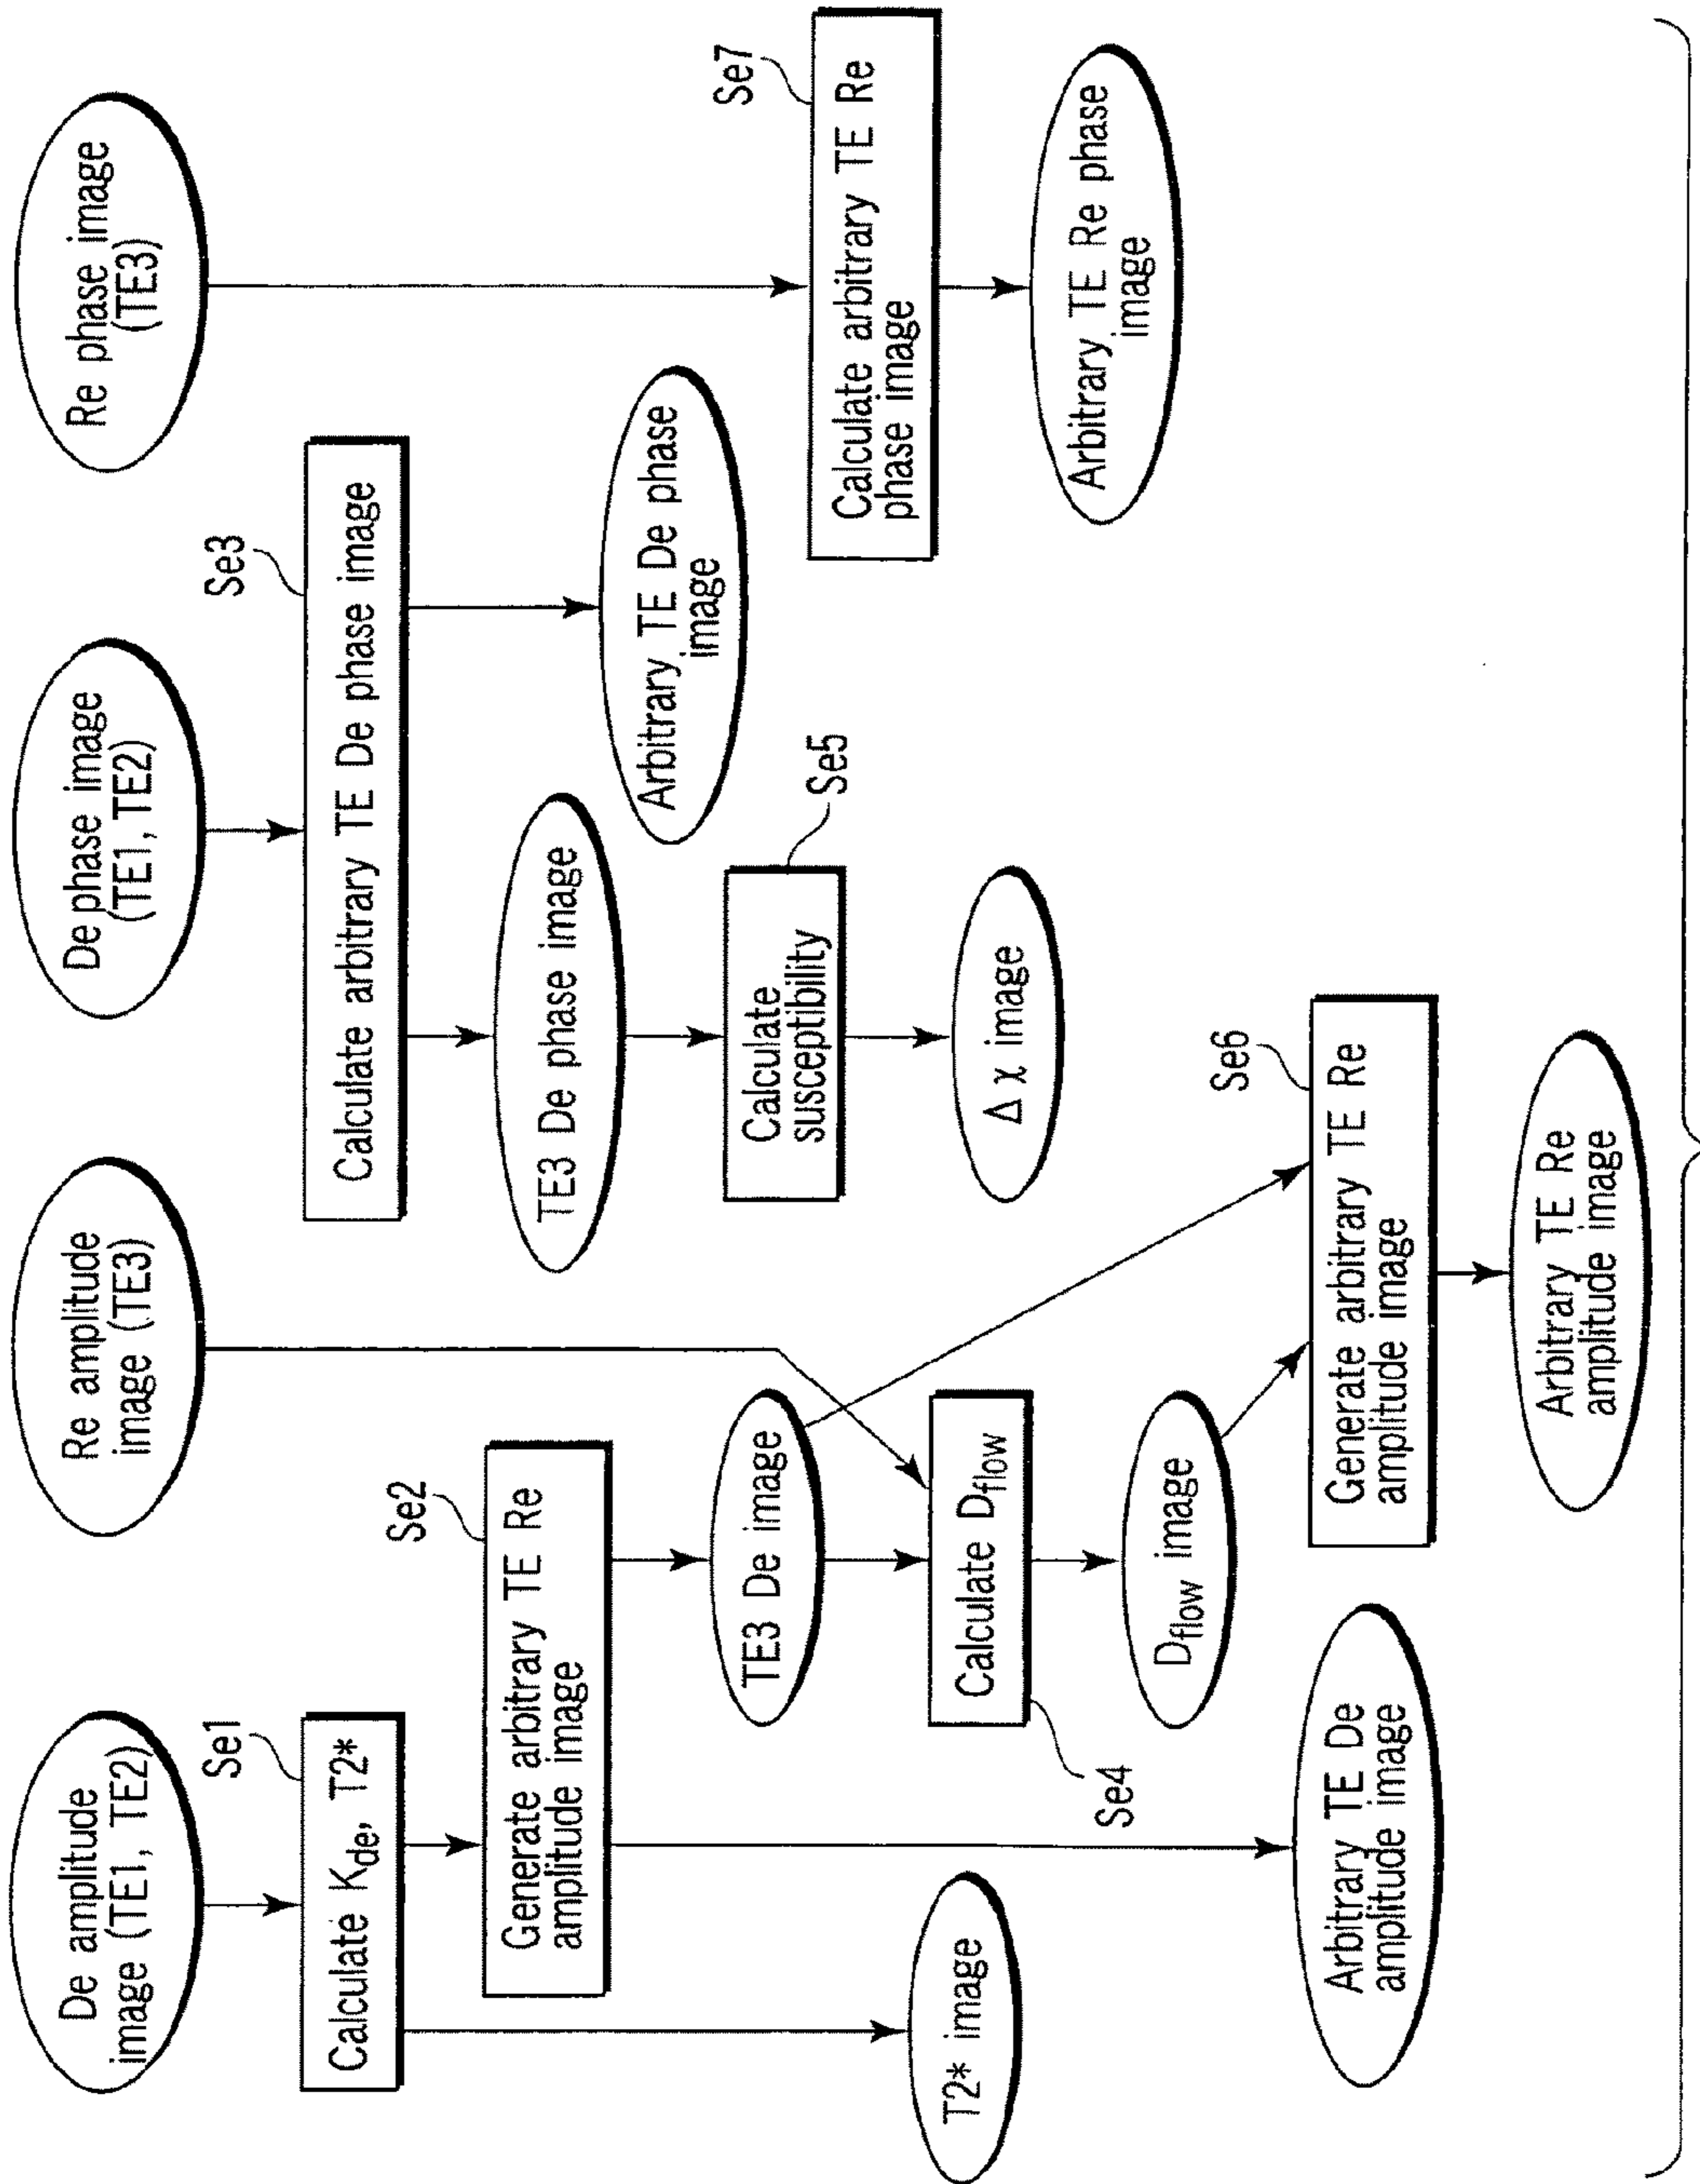 De amplitude
image (TE1, TE2)
Re amplitude
image (TE3)
De phase image
(TE1, TE2)
Re phase image
(TE3)
Se1
Calculate Kde, T2*
Se3
Calculate arbitrary TE De phase image
Se2
Generate arbitrary TE Re
amplitude image
TE3 De phase image
Arbitrary TE De phase
image
TE3 De image
Calculate
susceptibility
Se5
Se7
Calculate arbitrary TE Re
phase image
T2* image
Calculate Dflow
Se4
Δχ image
Arbitrary TE Re phase
image
Dflow image
Se6
Arbitrary TE De
amplitude image
Generate arbitrary TE Re
amplitude image
Arbitrary TE Re
amplitude image